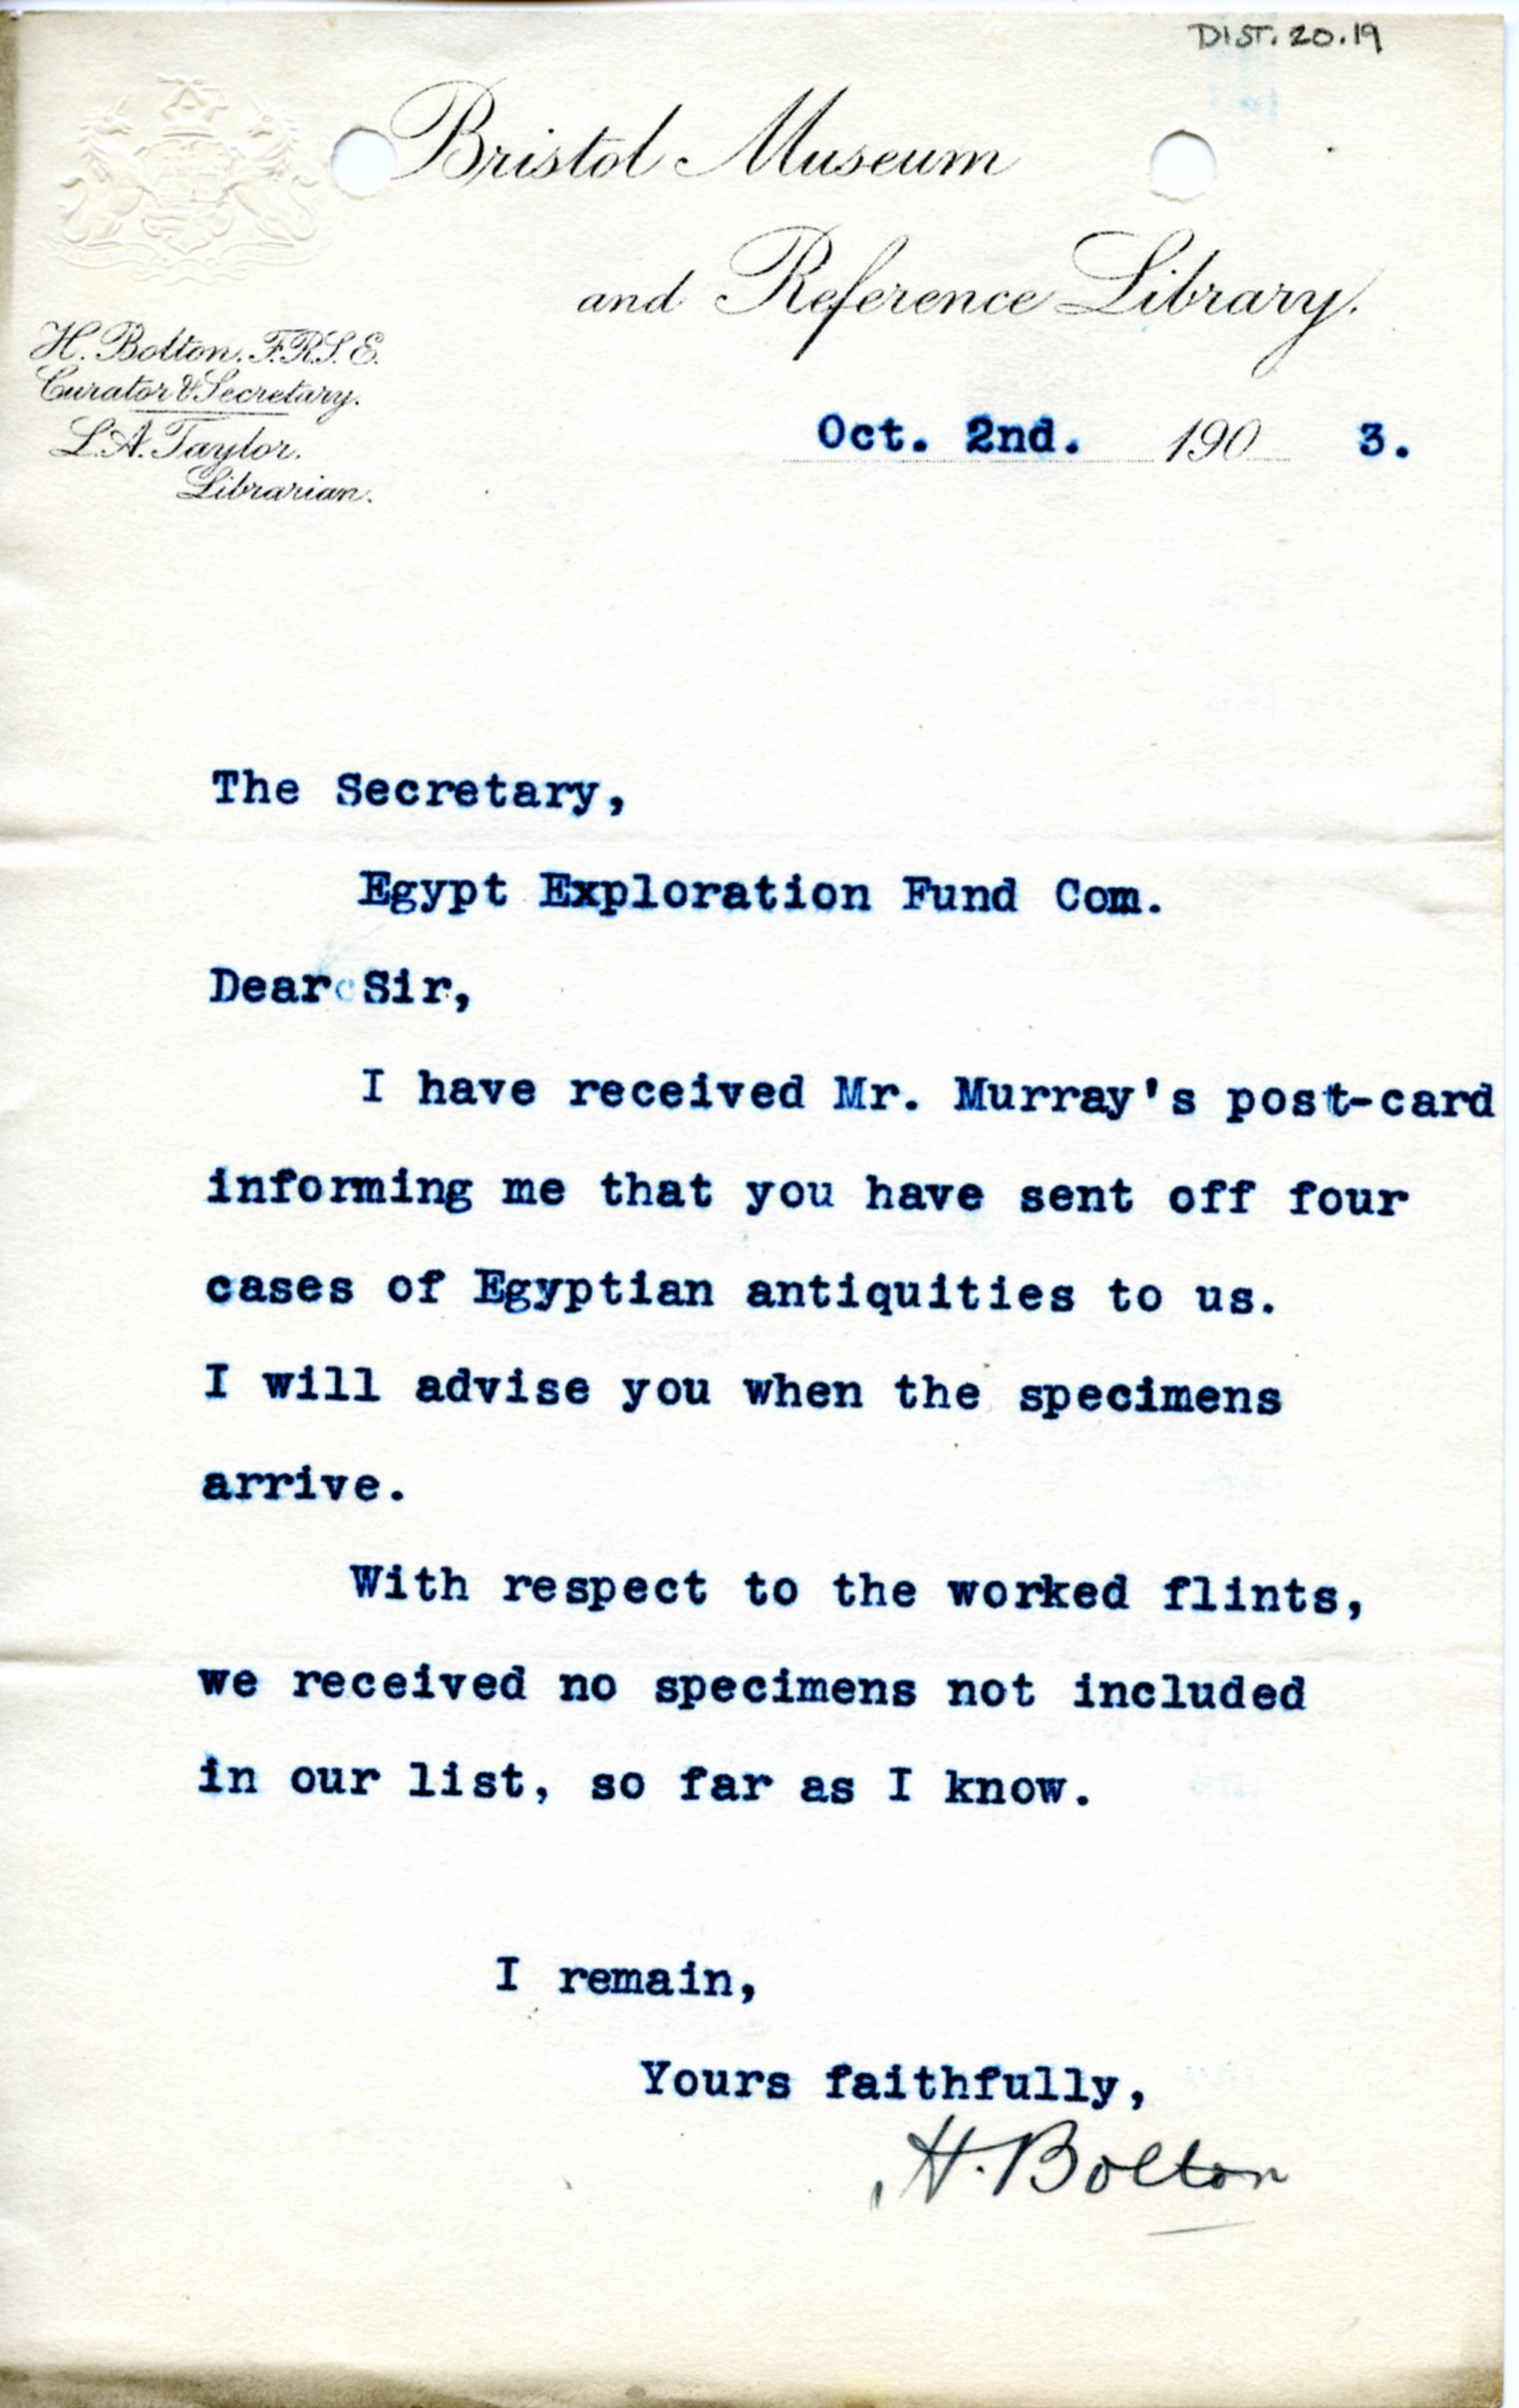 DIST. 20.19
Bristol Museum
and Reference Library.
H. Bolton. F.R.S.E.
Curator & Secretary.
L.A. Taylor.
Librarian.
Oct. 2nd. 190 3.
The Secretary,
Egypt Exploration Fund Com.
Dear Sir,
I have received Mr. Murray's post-card
informing me that you have sent off four
cases of Egyptian antiquities to us.
I will advise you when the specimens
arrive.
With respect to the worked flints,
we received no specimens not included
in our list, so far as I know.
I remain,
Yours faithfully,
H. Bolton